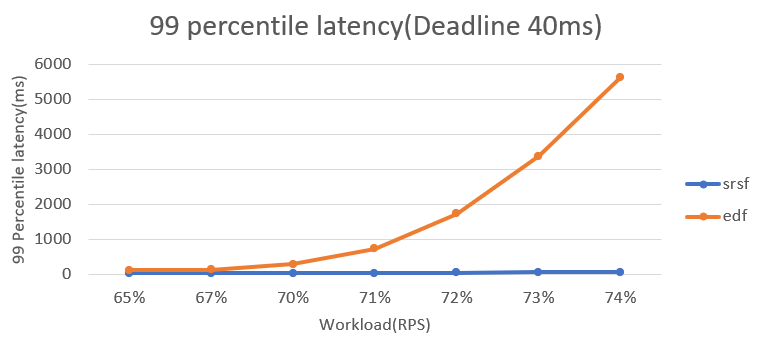 99 percentile latency(Deadline 40ms)
99 Percentile latency(ms)
6000
5000
4000
3000
2000
1000
0
65% 67% 70% 71% 72% 73% 74%
Workload(RPS)
srsf
edf